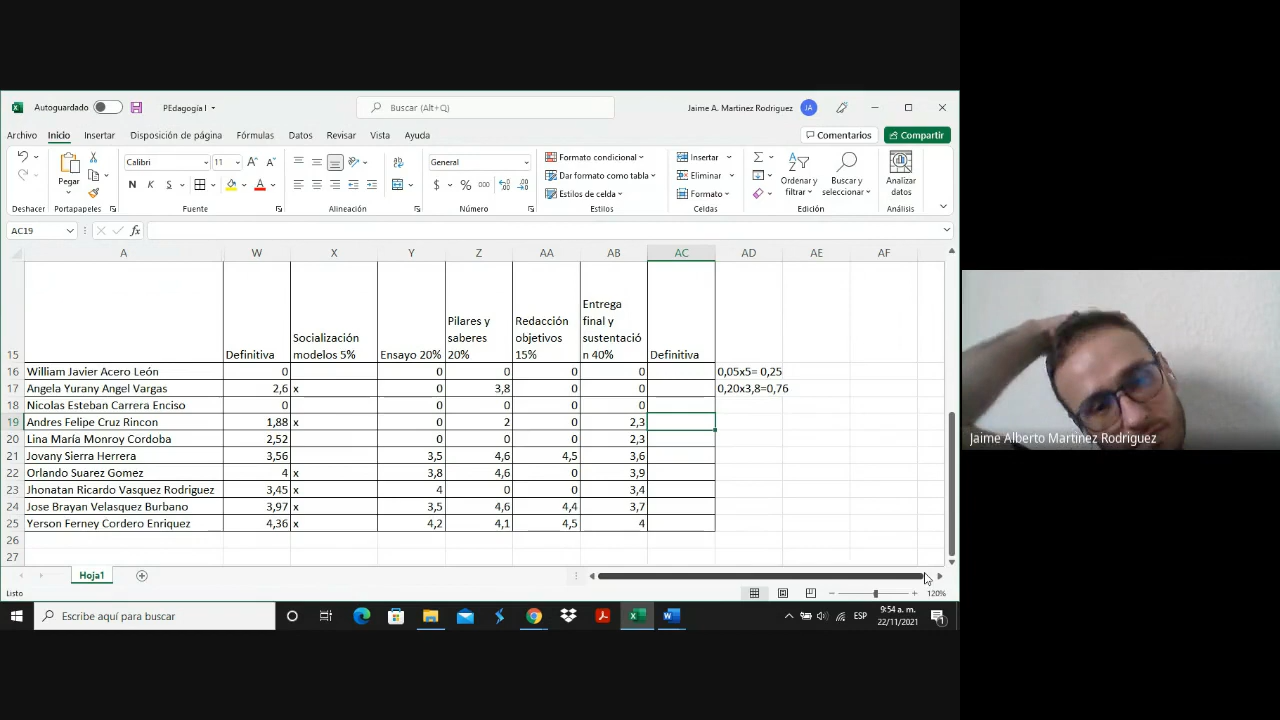 Autoguardado
PEdagogía I
Buscar (Alt+Q)
Jaime A. Martinez Rodriguez
JA
Archivo Inicio Insertar Disposición de página Fórmulas Datos Revisar Vista Ayuda
Comentarios
Compartir
Pegar
Calibri
11
N K S
General
$ % 000
Formato condicional
Dar formato como tabla
Estilos de celda
Insertar
Eliminar
Formato
Ordenar y filtrar
Buscar y seleccionar
Analizar datos
Deshacer Portapapeles Fuente Alineación Número Estilos Celdas Edición Análisis
AC19
fx
A W X Y Z AA AB AC AD AE AF
15 Definitiva Socialización modelos 5% Ensayo 20% Pilares y saberes 20% Redacción objetivos 15% Entrega final y sustentació n 40% Definitiva
16 William Javier Acero León 0 0 0 0 0 0,05x5= 0,25
17 Angela Yurany Angel Vargas 2,6 x 0 3,8 0 0 0,20x3,8=0,76
18 Nicolas Esteban Carrera Enciso 0 0 0 0 0
19 Andres Felipe Cruz Rincon 1,88 x 0 2 0 2,3
20 Lina María Monroy Cordoba 2,52 0 0 0 2,3
21 Jovany Sierra Herrera 3,56 3,5 4,6 4,5 3,6
22 Orlando Suarez Gomez 4 x 3,8 4,6 0 3,9
23 Jhonatan Ricardo Vasquez Rodriguez 3,45 x 4 0 0 3,4
24 Jose Brayan Velasquez Burbano 3,97 x 3,5 4,6 4,4 3,7
25 Yerson Ferney Cordero Enriquez 4,36 x 4,2 4,1 4,5 4
26
27
Hoja1
Listo
120%
Escribe aquí para buscar
ESP
9:54 a. m.
22/11/2021
Jaime Alberto Martinez Rodriguez